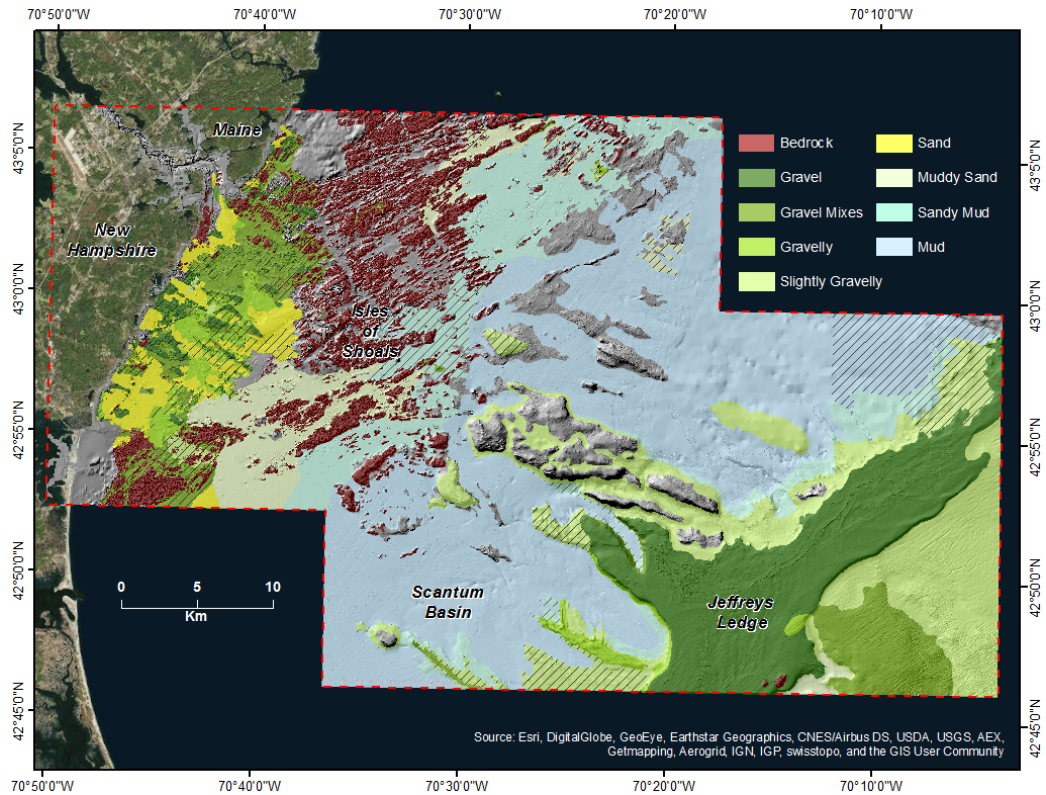 70°50'0"W 70°40'0"W 70°30'0"W 70°20'0"W 70°10'0"W
43°5'0"N
43°0'0"N
42°55'0"N
42°50'0"N
42°45'0"N
Maine
New
Hampshire
Isles
of
Shoals
Scantum
Basin
Jeffreys
Ledge
Bedrock
Gravel
Gravel Mixes
Gravelly
Slightly Gravelly
Sand
Muddy Sand
Sandy Mud
Mud
0 5 10
Km
Source: Esri, DigitalGlobe, GeoEye, Earthstar Geographics, CNES/Airbus DS, USDA, USGS, AEX,
Getmapping, Aerogrid, IGN, IGP, swisstopo, and the GIS User Community
43°5'0"N
43°0'0"N
42°55'0"N
42°50'0"N
42°45'0"N
70°50'0"W 70°40'0"W 70°30'0"W 70°20'0"W 70°10'0"W